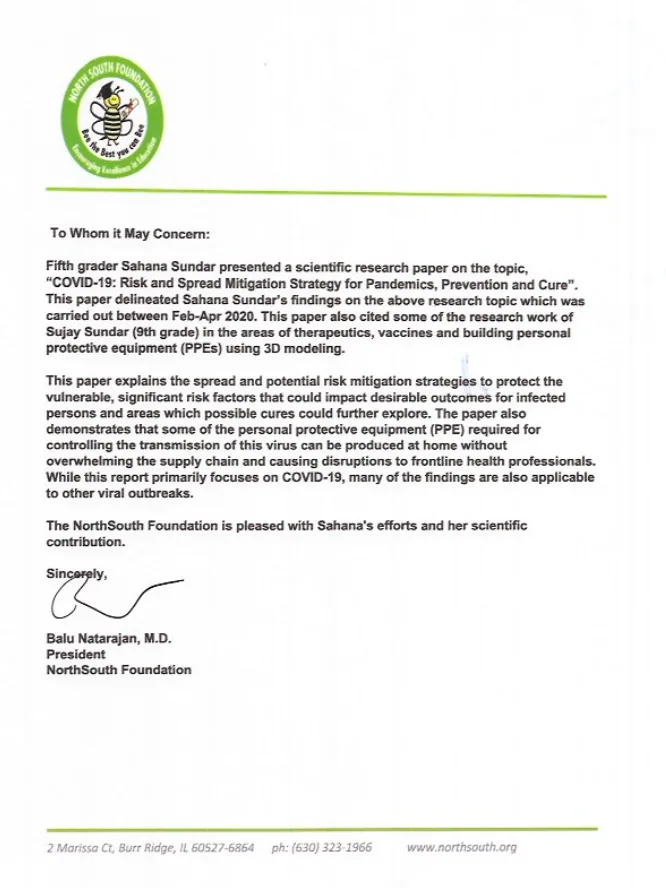 NORTH SOUTH FOUNDATION
Bee the Best you can Bee
Encouraging Excellence in Education
To Whom it May Concern:
Fifth grader Sahana Sundar presented a scientific research paper on the topic,
“COVID-19: Risk and Spread Mitigation Strategy for Pandemics, Prevention and Cure”.
This paper delineated Sahana Sundar’s findings on the above research topic which was
carried out between Feb-Apr 2020. This paper also cited some of the research work of
Sujay Sundar (9th grade) in the areas of therapeutics, vaccines and building personal
protective equipment (PPEs) using 3D modeling.
This paper explains the spread and potential risk mitigation strategies to protect the
vulnerable, significant risk factors that could impact desirable outcomes for infected
persons and areas which possible cures could further explore. The paper also
demonstrates that some of the personal protective equipment (PPE) required for
controlling the transmission of this virus can be produced at home without
overwhelming the supply chain and causing disruptions to frontline health professionals.
While this report primarily focuses on COVID-19, many of the findings are also applicable
to other viral outbreaks.
The NorthSouth Foundation is pleased with Sahana's efforts and her scientific
contribution.
Sincerely,
Balu Natarajan, M.D.
President
NorthSouth Foundation
2 Marissa Ct, Burr Ridge, IL 60527-6864 ph: (630) 323-1966 www.northsouth.org